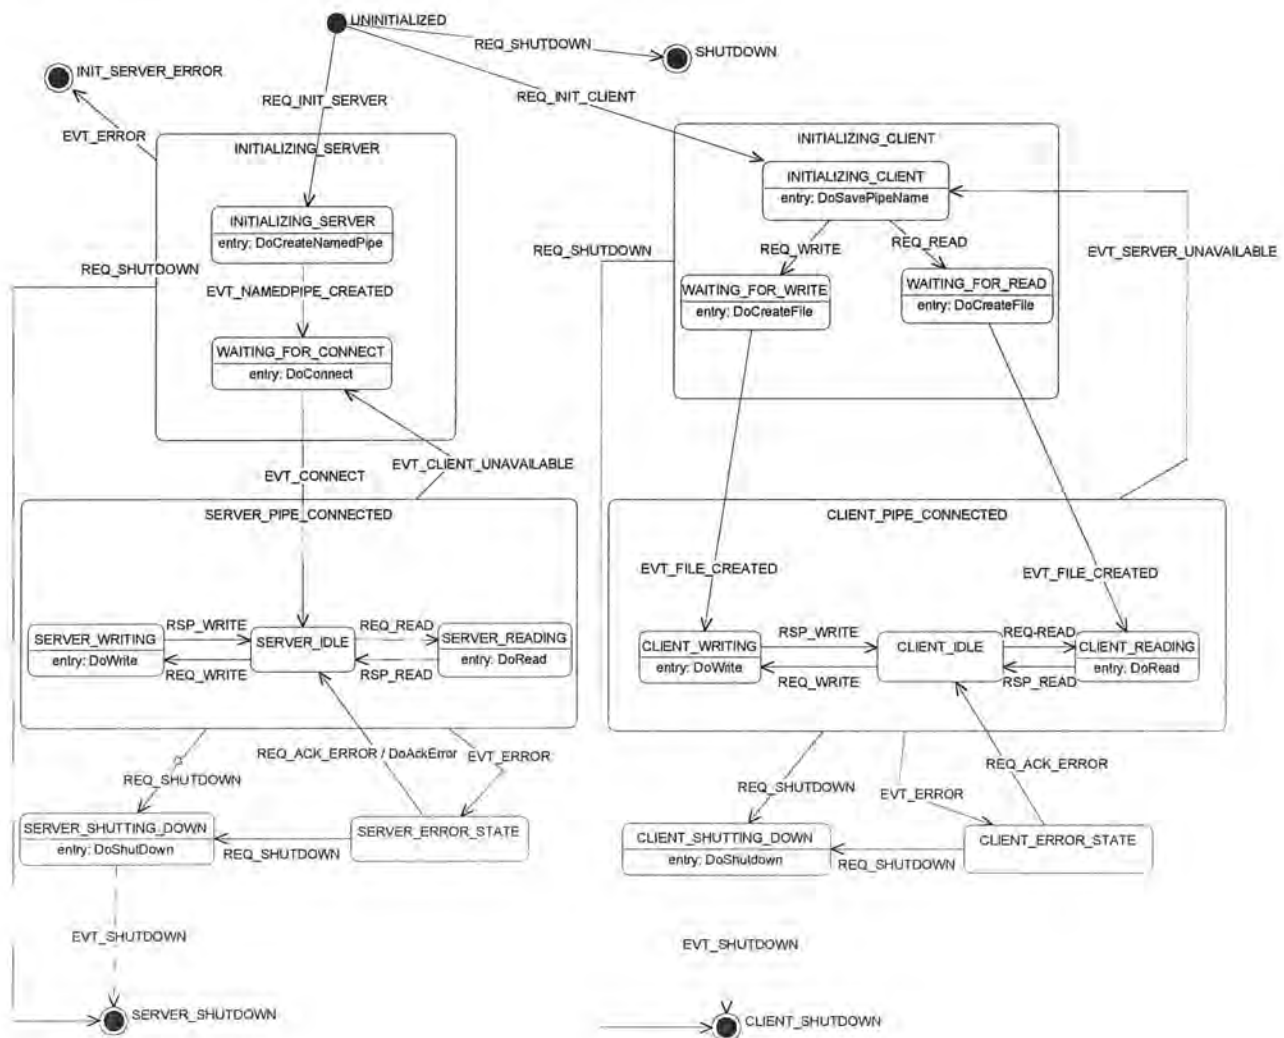 UNINITIALIZED
REQ_SHUTDOWN
SHUTDOWN
INIT_SERVER_ERROR
REQ_INIT_SERVER
REQ_INIT_CLIENT
EVT_ERROR
INITIALIZING_SERVER
INITIALIZING_SERVER
entry: DoCreateNamedPipe
REQ_SHUTDOWN
EVT_NAMEDPIPE_CREATED
WAITING_FOR_CONNECT
entry: DoConnect
INITIALIZING_CLIENT
INITIALIZING_CLIENT
entry: DoSavePipeName
REQ_SHUTDOWN
REQ_WRITE
REQ_READ
EVT_SERVER_UNAVAILABLE
WAITING_FOR_WRITE
entry: DoCreateFile
WAITING_FOR_READ
entry: DoCreateFile
EVT_CONNECT
EVT_CLIENT_UNAVAILABLE
SERVER_PIPE_CONNECTED
SERVER_WRITING
entry: DoWrite
RSP_WRITE
REQ_WRITE
SERVER_IDLE
REQ_READ
RSP_READ
SERVER_READING
entry: DoRead
CLIENT_PIPE_CONNECTED
EVT_FILE_CREATED
EVT_FILE_CREATED
CLIENT_WRITING
entry: DoWrite
RSP_WRITE
REQ_WRITE
CLIENT_IDLE
REQ-READ
RSP_READ
CLIENT_READING
entry: DoRead
REQ_SHUTDOWN
REQ_ACK_ERROR / DoAckError
EVT_ERROR
SERVER_SHUTTING_DOWN
entry: DoShutDown
REQ_SHUTDOWN
SERVER_ERROR_STATE
REQ_SHUTDOWN
EVT_ERROR
REQ_ACK_ERROR
CLIENT_SHUTTING_DOWN
entry: DoShutdown
REQ_SHUTDOWN
CLIENT_ERROR_STATE
EVT_SHUTDOWN
EVT_SHUTDOWN
SERVER_SHUTDOWN
CLIENT_SHUTDOWN